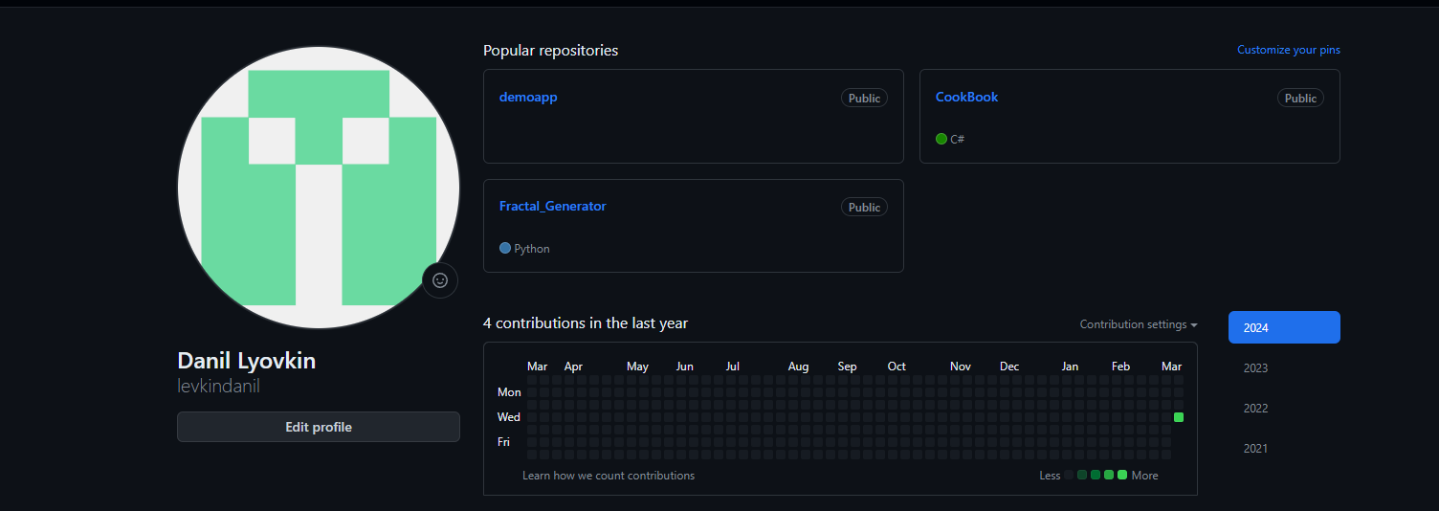 Popular repositories
Customize your pins
demoapp
Public
CookBook
Public
C#
Fractal_Generator
Public
Python
Danil Lyovkin
levkindanil
Edit profile
4 contributions in the last year
Contribution settings
2024
2023
2022
2021
Mar Apr May Jun Jul Aug Sep Oct Nov Dec Jan Feb Mar
Mon
Wed
Fri
Learn how we count contributions
Less More